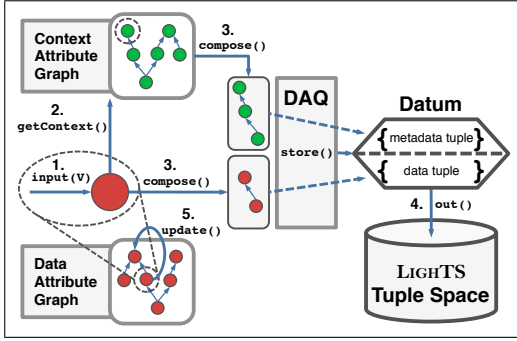 Context
Attribute
Graph
3.
compose()
2.
getContext()
DAQ
Datum
{metadata tuple}
{data tuple}
store()
1.
input(V)
3.
compose()
4. out()
5.
update()
Data
Attribute
Graph
LIGHTS
Tuple Space